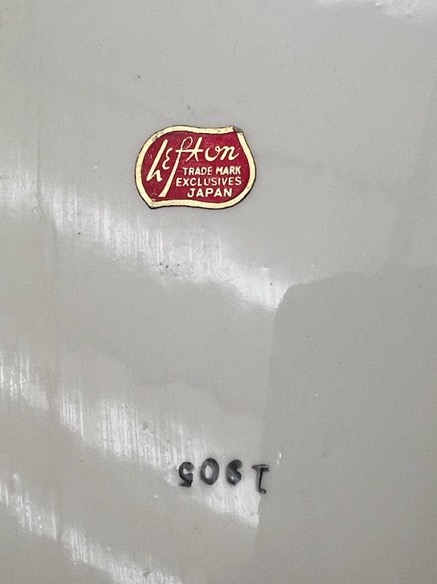 Lefton
TRADE MARK
EXCLUSIVES
JAPAN
1905